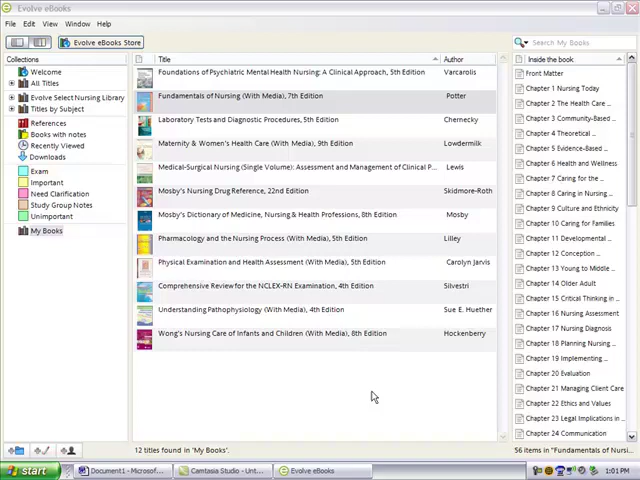 Evolve eBooks
File Edit View Window Help
Evolve eBooks Store
Search My Books
Collections
Welcome
All Titles
Evolve Select Nursing Library
Titles by Subject
References
Books with notes
Recently Viewed
Downloads
Exam
Important
Need Clarification
Study Group Notes
Unimportant
My Books
Title Author
Foundations of Psychiatric Mental Health Nursing: A Clinical Approach, 5th Edition Varcarolis
Fundamentals of Nursing (With Media), 7th Edition Potter
Laboratory Tests and Diagnostic Procedures, 5th Edition Chernecky
Maternity & Women's Health Care (With Media), 9th Edition Lowdermilk
Medical-Surgical Nursing (Single Volume): Assessment and Management of Clinical P... Lewis
Mosby's Nursing Drug Reference, 22nd Edition Skidmore-Roth
Mosby's Dictionary of Medicine, Nursing & Health Professions, 8th Edition Mosby
Pharmacology and the Nursing Process (With Media), 5th Edition Lilley
Physical Examination and Health Assessment (With Media), 5th Edition Carolyn Jarvis
Comprehensive Review for the NCLEX-RN Examination, 4th Edition Silvestri
Understanding Pathophysiology (With Media), 4th Edition Sue E. Huether
Wong's Nursing Care of Infants and Children (With Media), 8th Edition Hockenberry
Inside the book
Front Matter
Chapter 1 Nursing Today
Chapter 2 The Health Care ...
Chapter 3 Community-Based ...
Chapter 4 Theoretical ...
Chapter 5 Evidence-Based ...
Chapter 6 Health and Wellness
Chapter 7 Caring for the ...
Chapter 8 Caring in Nursing ...
Chapter 9 Culture and Ethnicity
Chapter 10 Caring for Families
Chapter 11 Developmental ...
Chapter 12 Conception ...
Chapter 13 Young to Middle ...
Chapter 14 Older Adult
Chapter 15 Critical Thinking in ...
Chapter 16 Nursing Assessment
Chapter 17 Nursing Diagnosis
Chapter 18 Planning Nursing ...
Chapter 19 Implementing ...
Chapter 20 Evaluation
Chapter 21 Managing Client Care
Chapter 22 Ethics and Values
Chapter 23 Legal Implications in ...
Chapter 24 Communication
12 titles found in 'My Books'.
56 items in "Fundamentals of Nursi...
start
Document1 - Microsof...
Camtasia Studio - Unt...
Evolve eBooks
1:01 PM